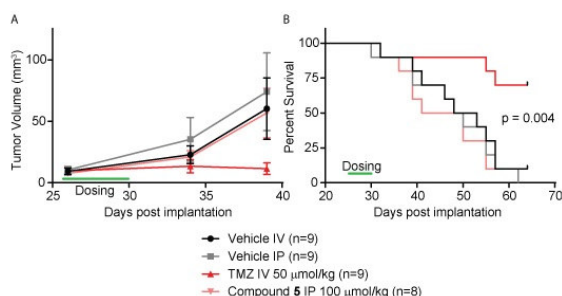 A
B
Tumor Volume (mm³)
100
50
0
Dosing
25
30
35
40
Days post implantation
Percent Survival
100
50
0
p = 0.004
Dosing
20
30
40
50
60
70
Days post implantation
Vehicle IV (n=9)
Vehicle IP (n=9)
TMZ IV 50 µmol/kg (n=9)
Compound 5 IP 100 µmol/kg (n=8)